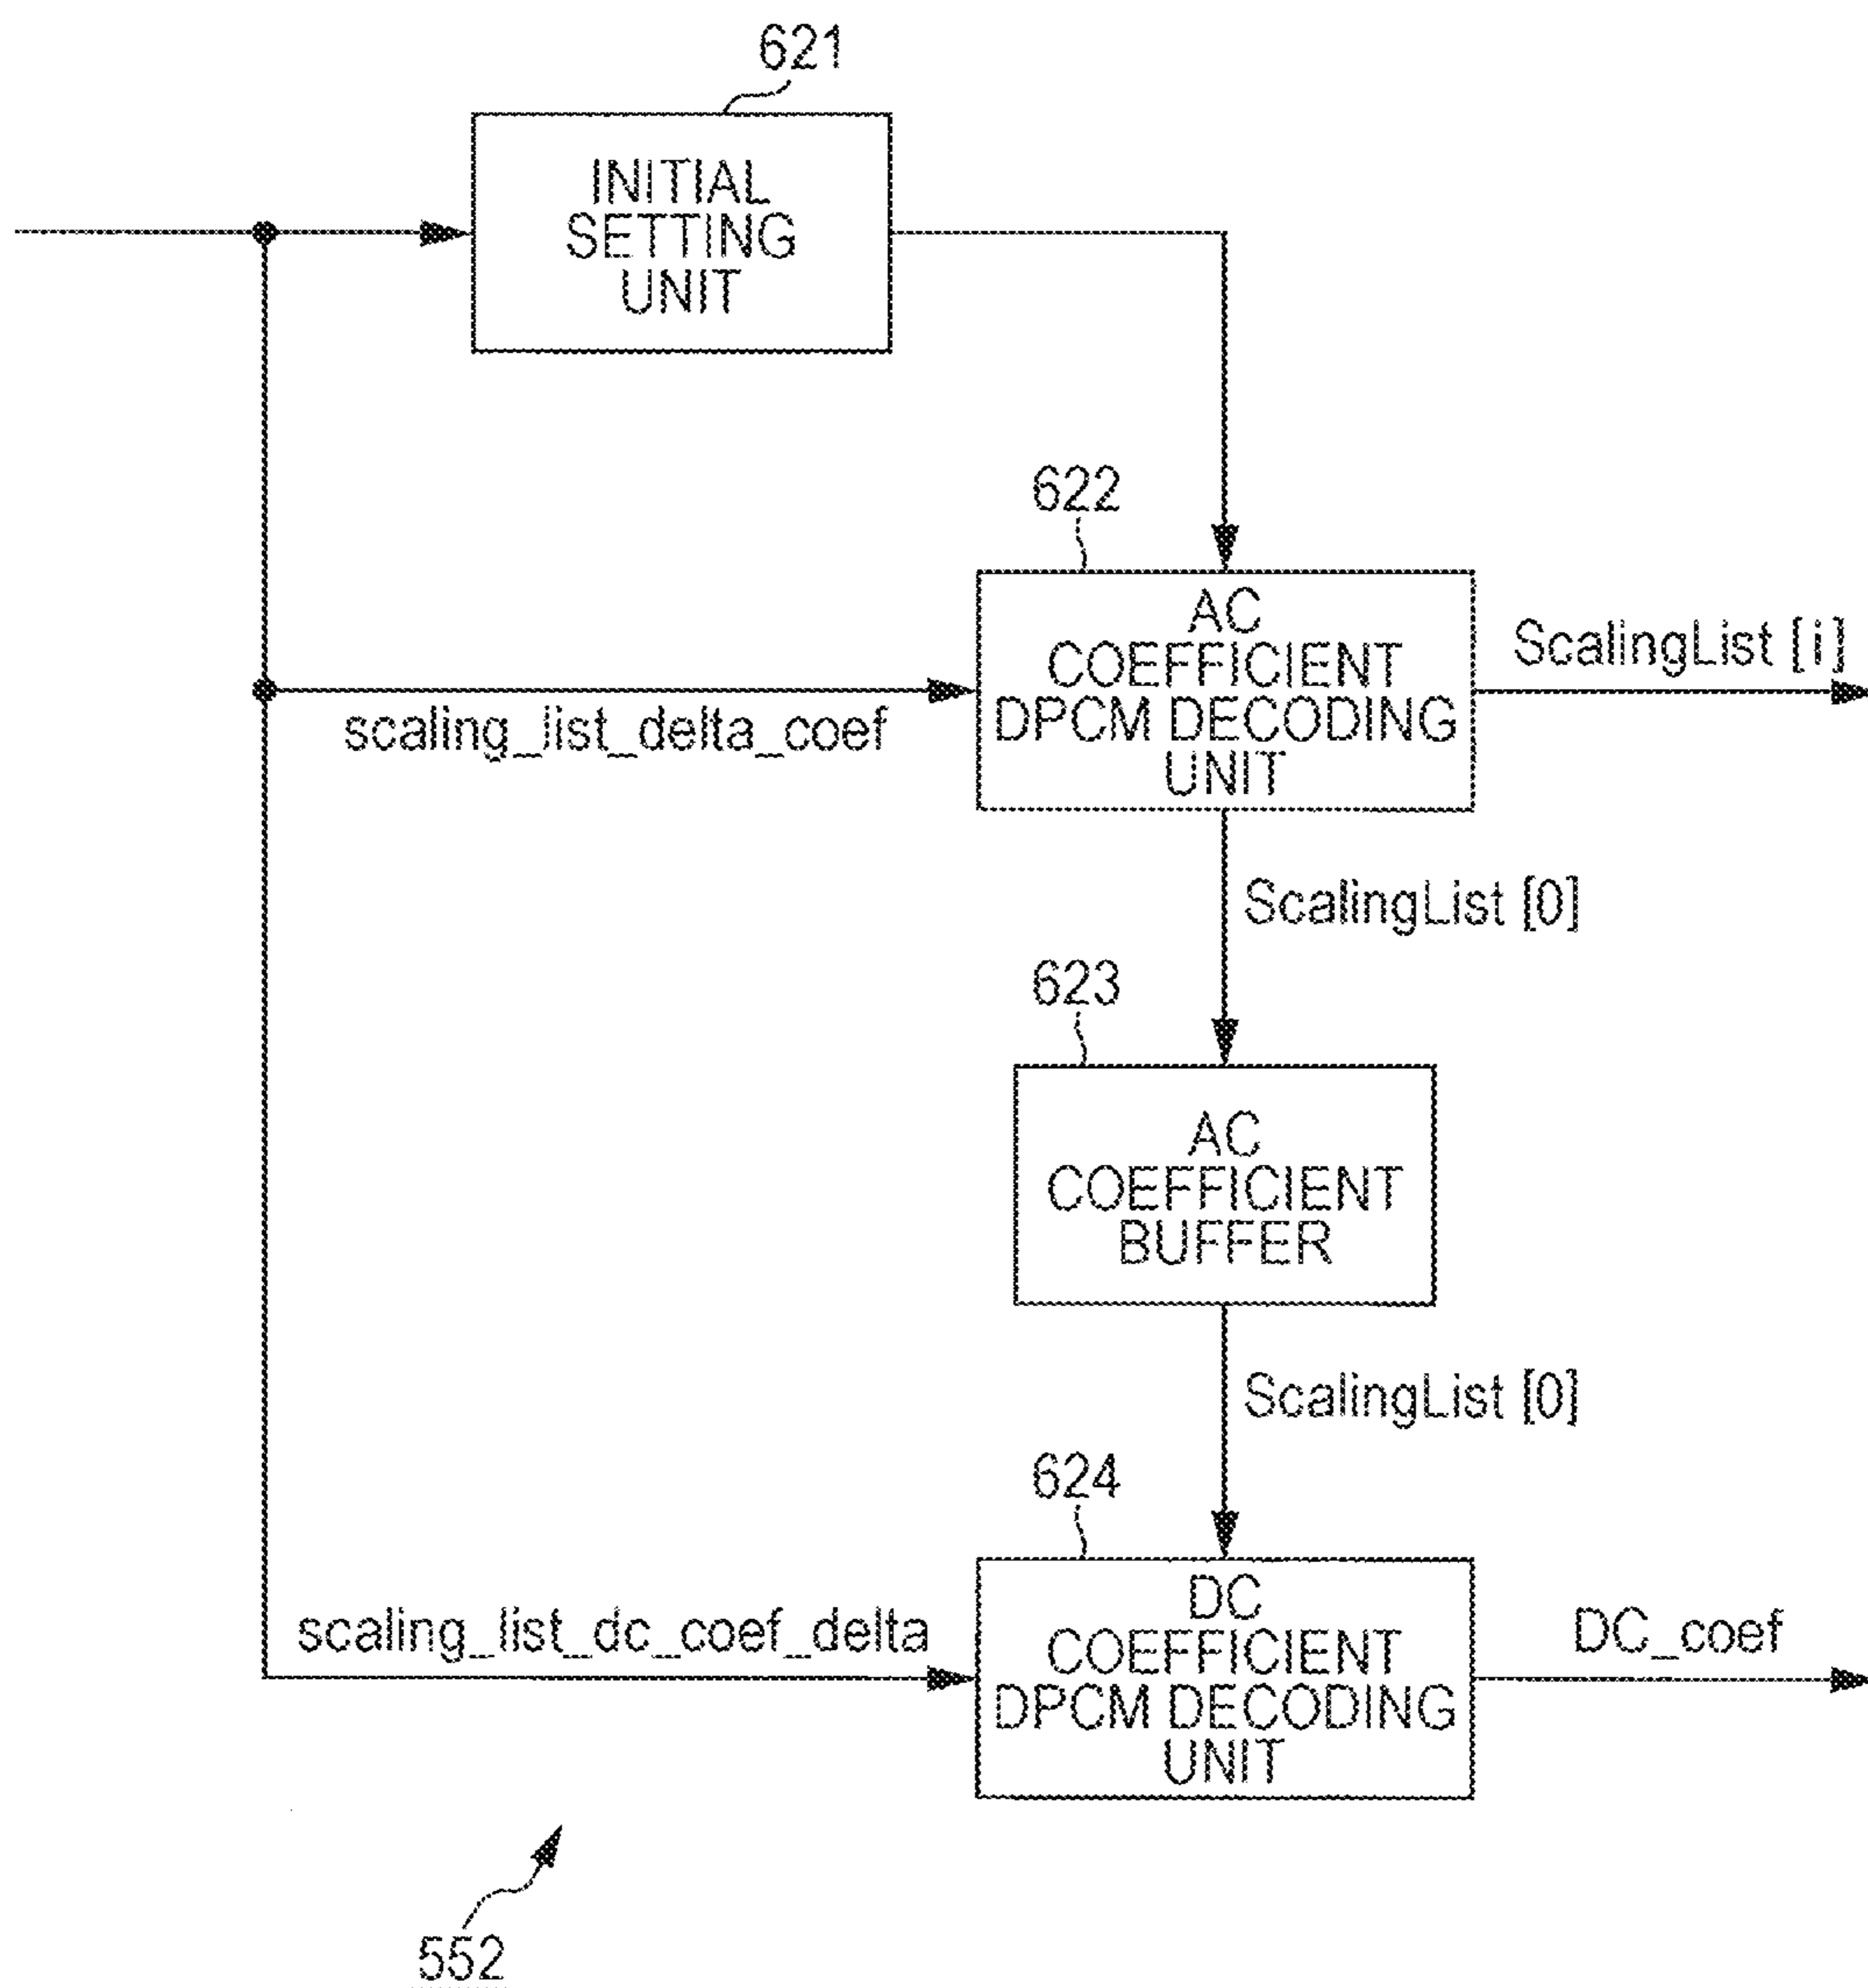 621
INITIAL
SETTING
UNIT
622
AC
COEFFICIENT
DPCM DECODING
UNIT
ScalingList [i]
scaling_list_delta_coef
ScalingList [0]
623
AC
COEFFICIENT
BUFFER
ScalingList [0]
624
DC
COEFFICIENT
DPCM DECODING
UNIT
scaling_list_dc_coef_delta
DC_coef
552